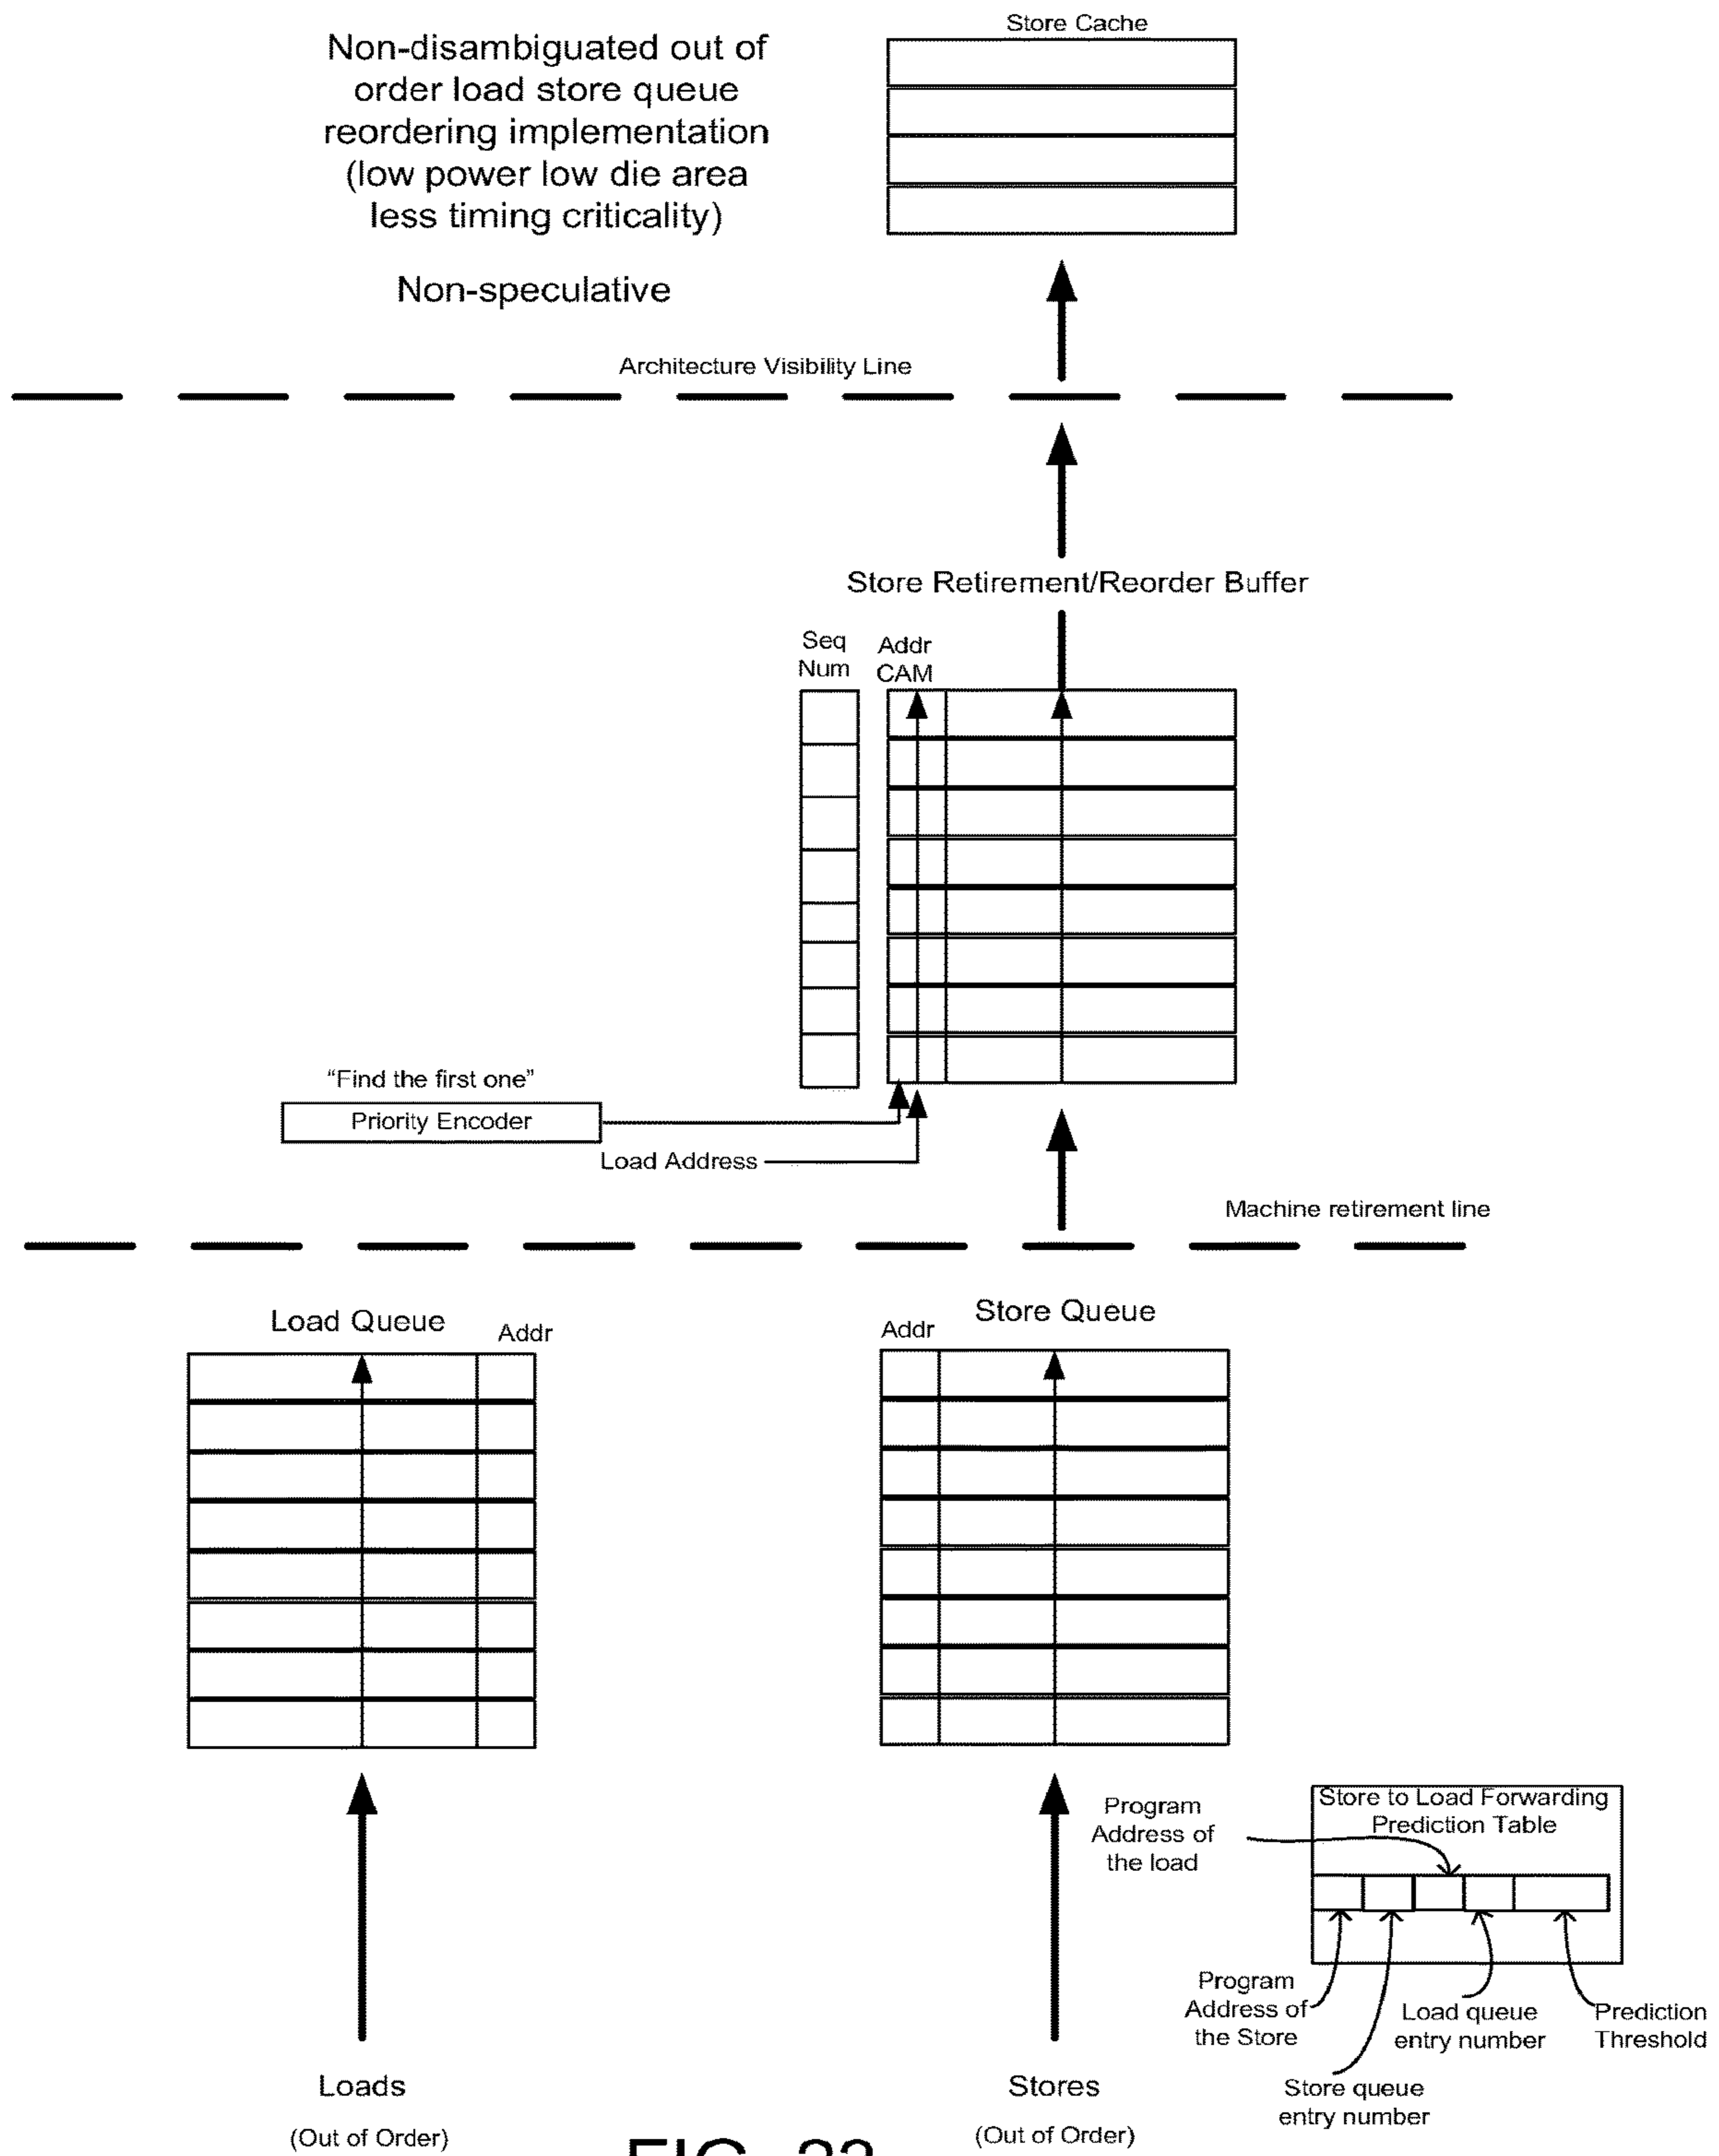 Store Cache
Non-disambiguated out of
order load store queue
reordering implementation
(low power low die area
less timing criticality)
Non-speculative
Architecture Visibility Line
Store Retirement/Reorder Buffer
Seq
Num
Addr
CAM
“Find the first one”
Priority Encoder
Load Address
Machine retirement line
Load Queue
Addr
Store Queue
Addr
Program
Address of
the load
Store to Load Forwarding
Prediction Table
Program
Address of
the Store
Load queue
entry number
Prediction
Threshold
Store queue
entry number
Loads
(Out of Order)
Stores
(Out of Order)